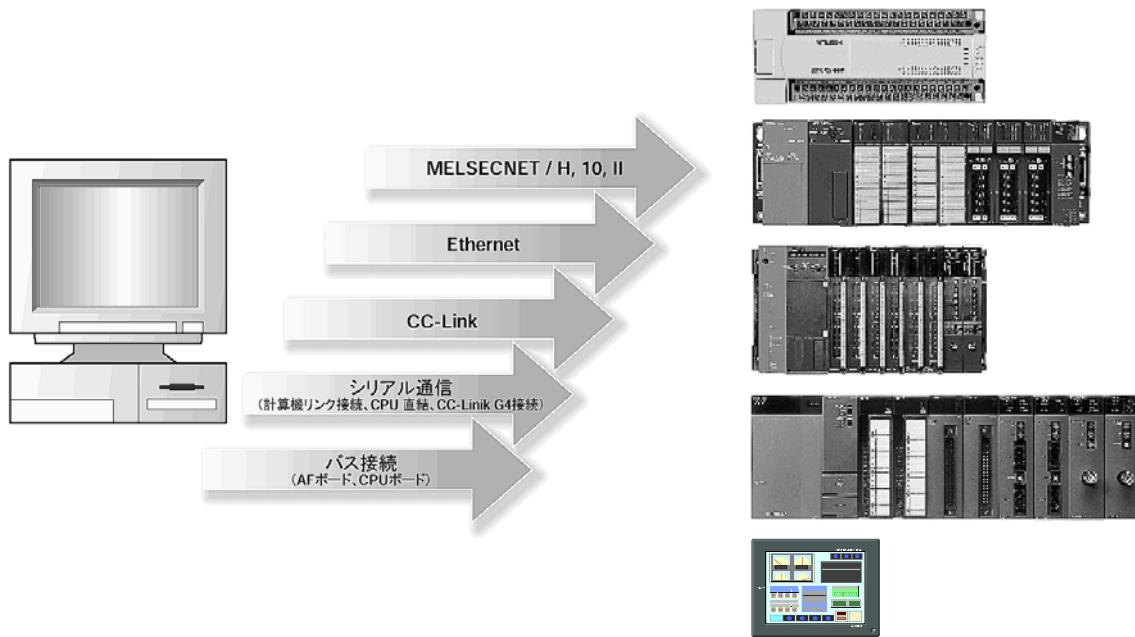 MELSECNET / H, 10, II
Ethernet
CC-Link
シリアル通信
(計算機リンク接続、CPU 直結、CC-Linik G4接続)
バス接続
(AFボード、CPUボード)